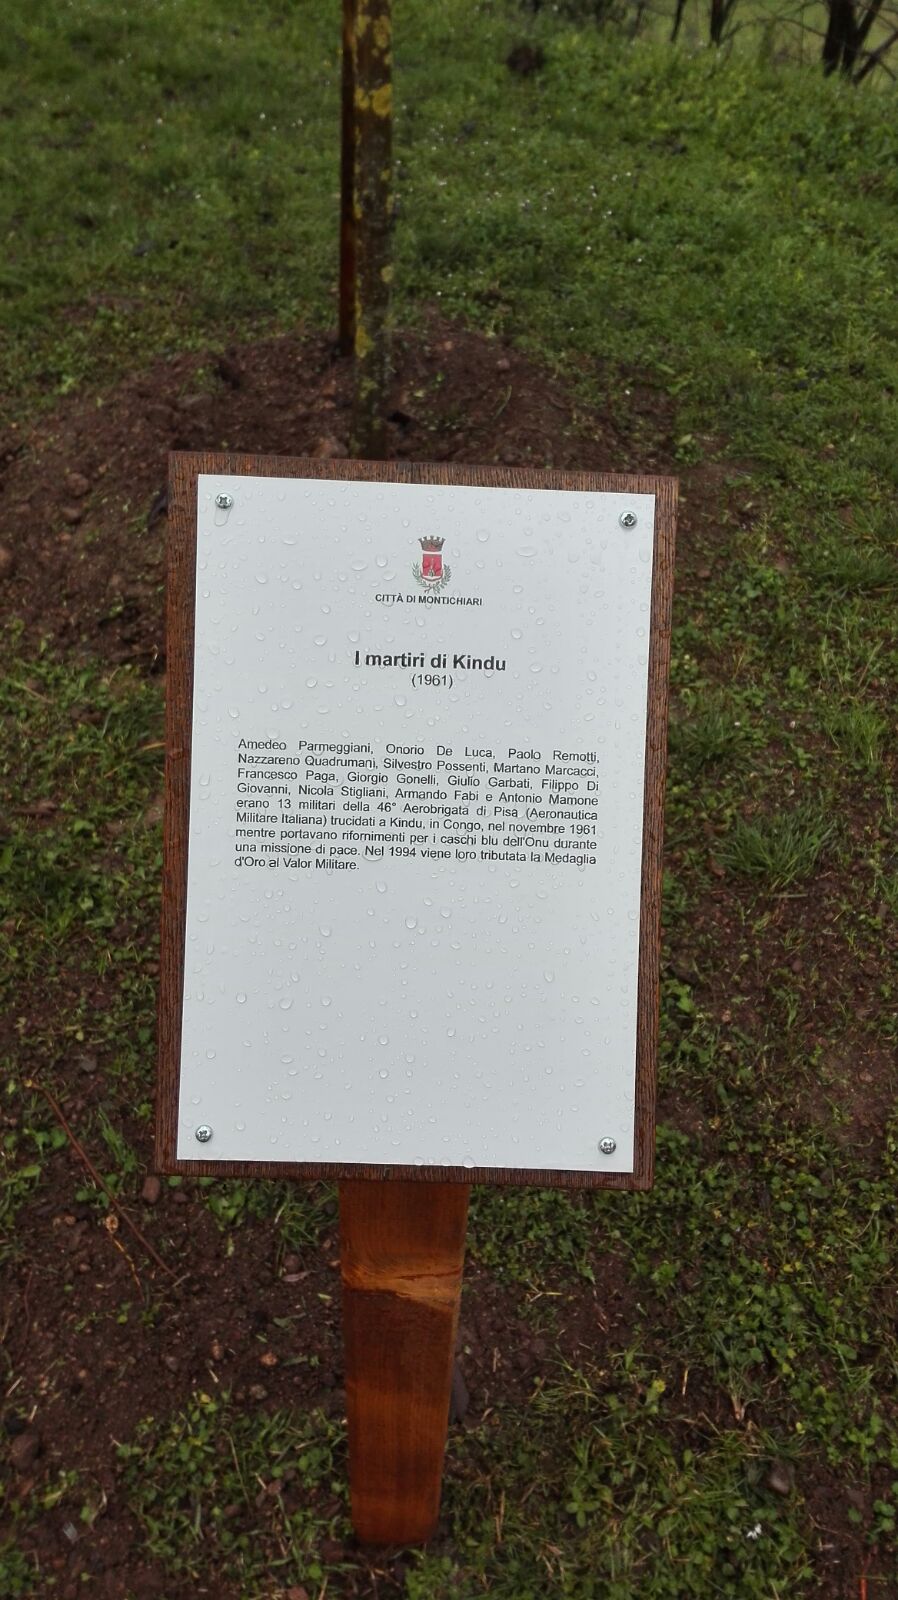 CITTÀ DI MONTICHIARI
I martiri di Kindu
(1961)
Amedeo Parmeggiani, Onorio De Luca, Paolo Remotti,
Nazzareno Quadrumani, Silvestro Possenti, Martano Marcacci,
Francesco Paga, Giorgio Gonelli, Giulio Garbati, Filippo Di
Giovanni, Nicola Stigliani, Armando Fabi e Antonio Mamone
erano 13 militari della 46° Aerobrigata di Pisa (Aeronautica
Militare Italiana) trucidati a Kindu, in Congo, nel novembre 1961
mentre portavano rifornimenti per i caschi blu dell'Onu durante
una missione di pace. Nel 1994 viene loro tributata la Medaglia
d'Oro al Valor Militare.